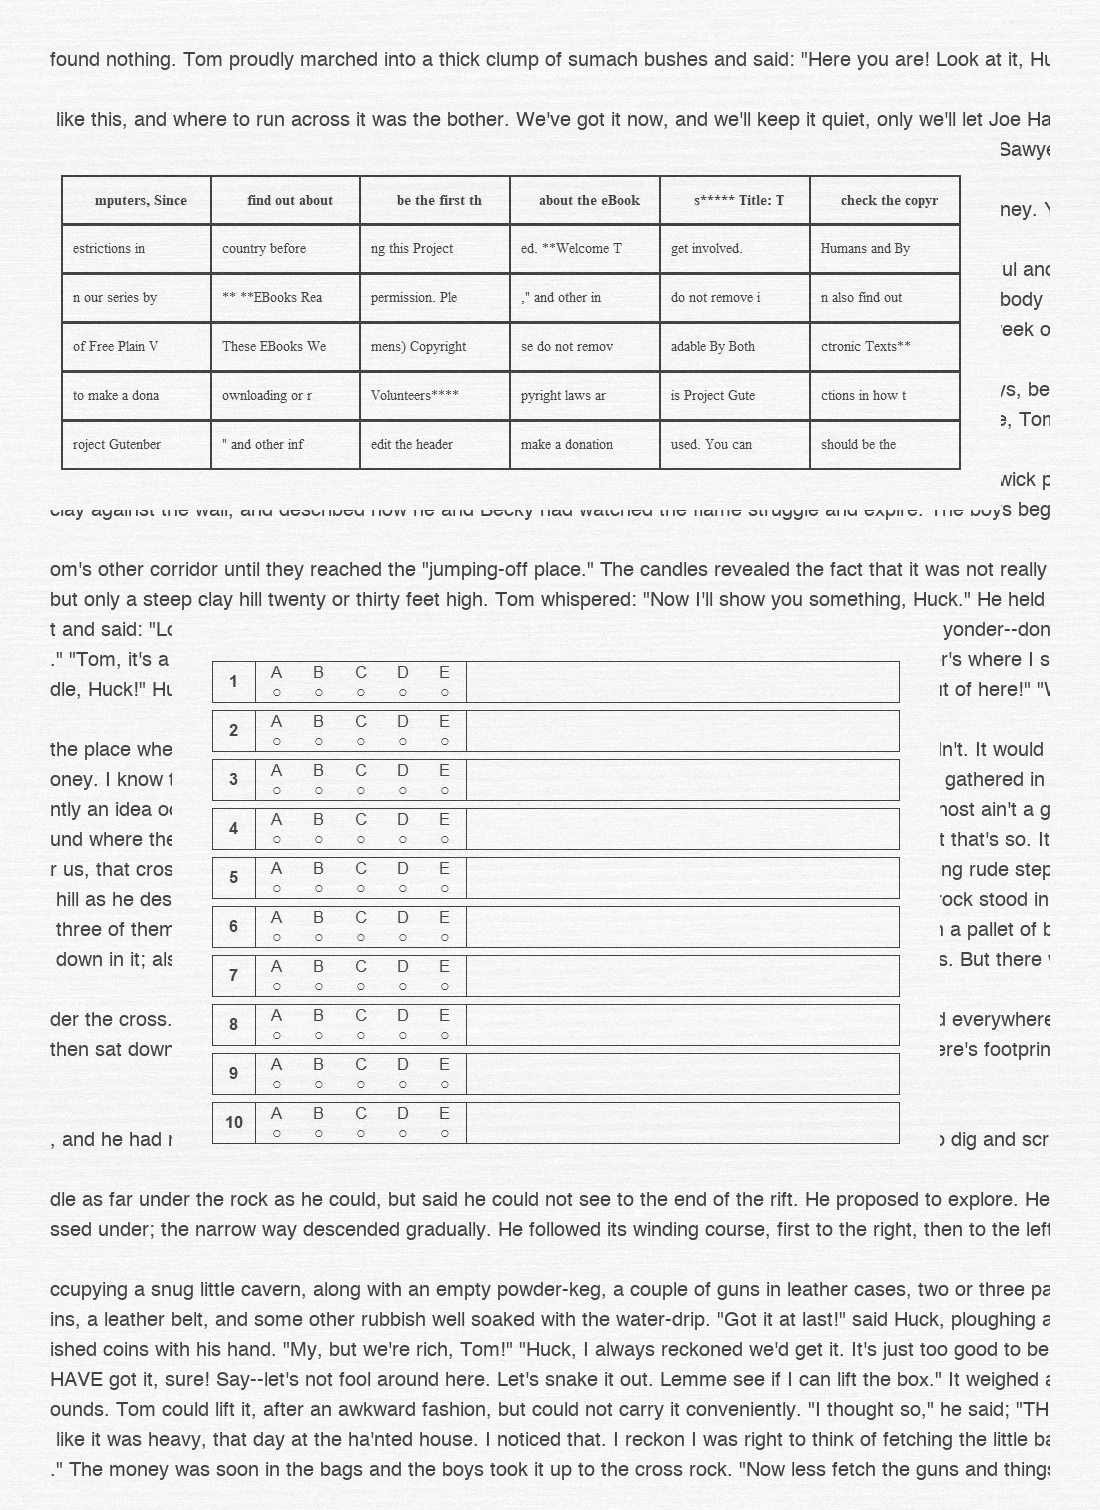 found nothing. Tom proudly marched into a thick clump of sumach bushes and said: "Here you are! Look at it, Hu
like this, and where to run across it was the bother. We've got it now, and we'll keep it quiet, only we'll let Joe Ha
Sawye
mputers, Since find out about be the first th about the eBook s***** Title: T check the copyr
ney. Y
estrictions in country before ng this Project ed. **Welcome T get involved. Humans and By
ul and
n our series by ** **EBooks Rea permission. Ple ," and other in do not remove i n also find out
body
eek o
of Free Plain V These EBooks We mens) Copyright se do not remov adable By Both ctronic Texts**
ys, be
to make a dona ownloading or r Volunteers**** pyright laws ar is Project Gute ctions in how t
e, Tom
roject Gutenber " and other inf edit the header make a donation used. You can should be the
wick p
clay against the wall, and described how he and Becky had watched the flame struggle and expire. The boys beg
om's other corridor until they reached the "jumping-off place." The candles revealed the fact that it was not really
but only a steep clay hill twenty or thirty feet high. Tom whispered: "Now I'll show you something, Huck." He held
t and said: "Lo yonder--don
." "Tom, it's a r's where I s
1 A B C D E
dle, Huck!" Hu ut of here!" "W
2 A B C D E
the place whe ln't. It would
3 A B C D E
oney. I know t gathered in
ntly an idea oc host ain't a g
4 A B C D E
und where the t that's so. It
r us, that cros ng rude step
5 A B C D E
hill as he des rock stood in
6 A B C D E
three of them n a pallet of b
down in it; als s. But there w
7 A B C D E
der the cross. d everywhere
8 A B C D E
then sat down ere's footprin
9 A B C D E
10 A B C D E
, and he had r o dig and scr
dle as far under the rock as he could, but said he could not see to the end of the rift. He proposed to explore. He
ssed under; the narrow way descended gradually. He followed its winding course, first to the right, then to the left
ccupying a snug little cavern, along with an empty powder-keg, a couple of guns in leather cases, two or three pa
ins, a leather belt, and some other rubbish well soaked with the water-drip. "Got it at last!" said Huck, ploughing a
ished coins with his hand. "My, but we're rich, Tom!" "Huck, I always reckoned we'd get it. It's just too good to be
HAVE got it, sure! Say--let's not fool around here. Let's snake it out. Lemme see if I can lift the box." It weighed a
ounds. Tom could lift it, after an awkward fashion, but could not carry it conveniently. "I thought so," he said; "TH
like it was heavy, that day at the ha'nted house. I noticed that. I reckon I was right to think of fetching the little ba
." The money was soon in the bags and the boys took it up to the cross rock. "Now less fetch the guns and things